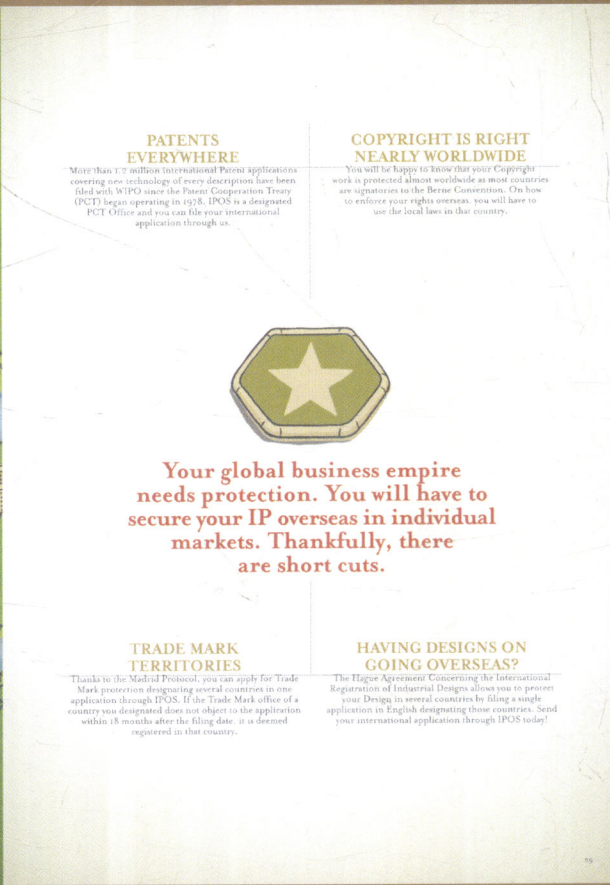 PATENTS
EVERYWHERE
More than 1.2 million International Patent applications
covering new technology of every description have been
filed with WIPO since the Patent Cooperation Treaty
(PCT) began operating in 1978. IPOS is a designated
PCT Office and you can file your international
application through us.
COPYRIGHT IS RIGHT
NEARLY WORLDWIDE
You will be happy to know that your Copyright
work is protected almost worldwide as most countries
are signatories to the Berne Convention. On how
to enforce your rights overseas, you will have to
use the local laws in that country.
Your global business empire
needs protection. You will have to
secure your IP overseas in individual
markets. Thankfully, there
are short cuts.
TRADE MARK
TERRITORIES
Thanks to the Madrid Protocol, you can apply for Trade
Mark protection designating several countries in one
application through IPOS. If the Trade Mark office of a
country you designated does not object to the application
within 18 months after the filing date, it is deemed
registered in that country.
HAVING DESIGNS ON
GOING OVERSEAS?
The Hague Agreement Concerning the International
Registration of Industrial Designs allows you to protect
your Design in several countries by filing a single
application in English designating those countries. Send
your international application through IPOS today!